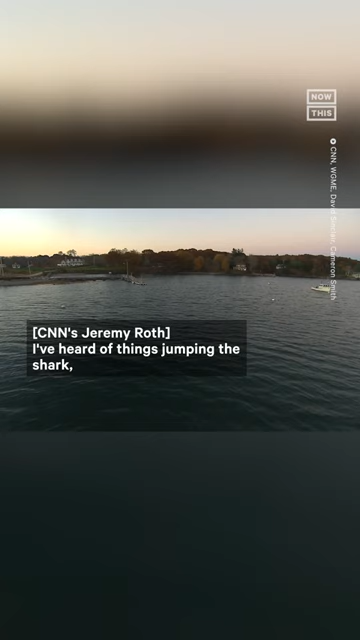 NOW
THIS
CNN, WGME, David Sinclair, Cameron Smith
[CNN's Jeremy Roth]
I've heard of things jumping the
shark,